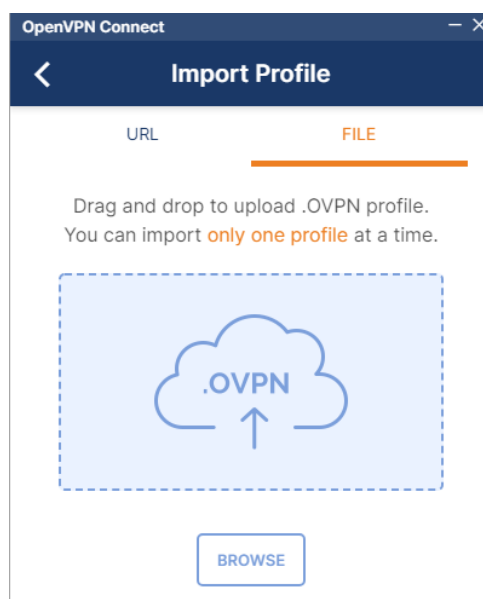 OpenVPN Connect
Import Profile
URL
FILE
Drag and drop to upload .OVPN profile.
You can import only one profile at a time.
.OVPN
BROWSE